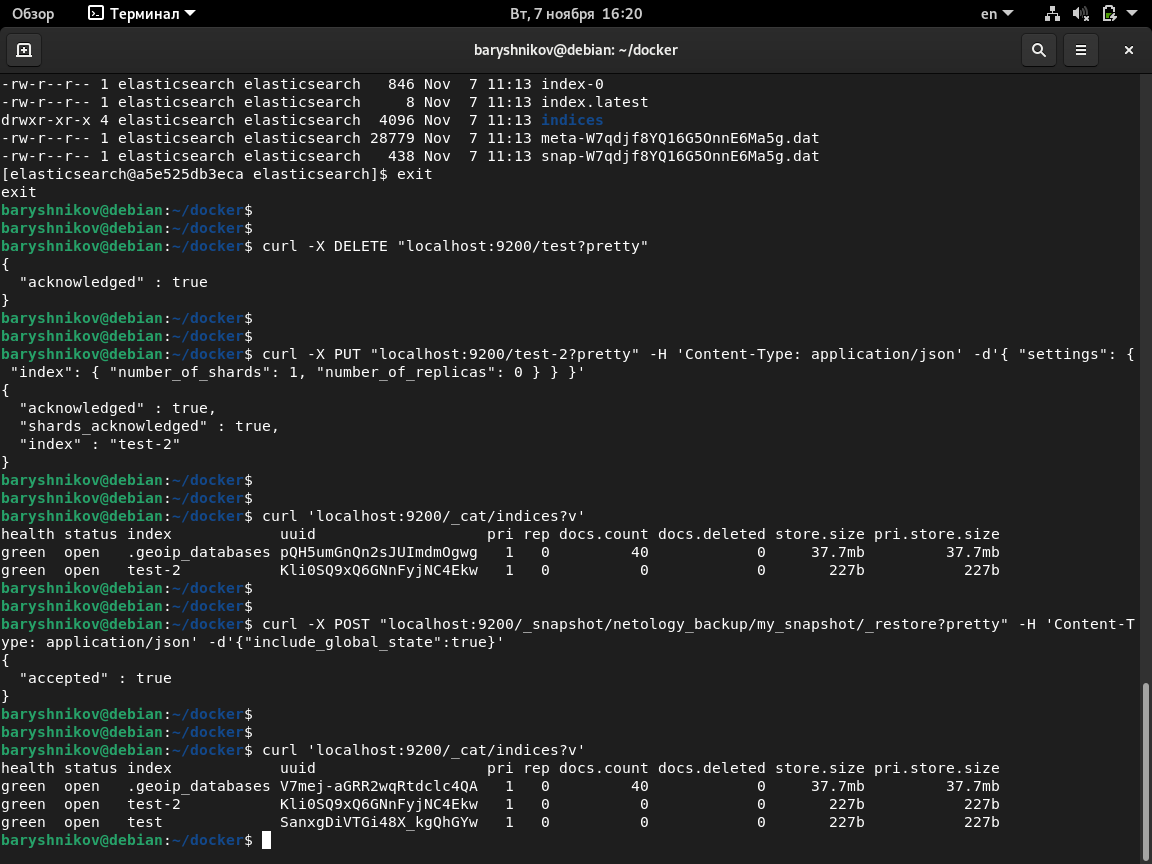 Обзор Терминал Вт, 7 ноября 16:20 en
baryshnikov@debian: ~/docker
-rw-r--r-- 1 elasticsearch elasticsearch   846 Nov  7 11:13 index-0
-rw-r--r-- 1 elasticsearch elasticsearch     8 Nov  7 11:13 index.latest
drwxr-xr-x 4 elasticsearch elasticsearch  4096 Nov  7 11:13 indices
-rw-r--r-- 1 elasticsearch elasticsearch 28779 Nov  7 11:13 meta-W7qdjf8YQ16G5OnnE6Ma5g.dat
-rw-r--r-- 1 elasticsearch elasticsearch   438 Nov  7 11:13 snap-W7qdjf8YQ16G5OnnE6Ma5g.dat
[elasticsearch@a5e525db3eca elasticsearch]$ exit
exit
baryshnikov@debian:~/docker$
baryshnikov@debian:~/docker$
baryshnikov@debian:~/docker$ curl -X DELETE "localhost:9200/test?pretty"
{
  "acknowledged" : true
}
baryshnikov@debian:~/docker$
baryshnikov@debian:~/docker$
baryshnikov@debian:~/docker$ curl -X PUT "localhost:9200/test-2?pretty" -H 'Content-Type: application/json' -d'{ "settings": {
 "index": { "number_of_shards": 1, "number_of_replicas": 0 } } }'
{
  "acknowledged" : true,
  "shards_acknowledged" : true,
  "index" : "test-2"
}
baryshnikov@debian:~/docker$
baryshnikov@debian:~/docker$
baryshnikov@debian:~/docker$ curl 'localhost:9200/_cat/indices?v'
health status index            uuid                   pri rep docs.count docs.deleted store.size pri.store.size
green  open   .geoip_databases pQH5umGnQn2sJUImdmOgwg   1   0         40            0     37.7mb         37.7mb
green  open   test-2           Kli0SQ9xQ6GNnFyjNC4Ekw   1   0          0            0       227b           227b
baryshnikov@debian:~/docker$
baryshnikov@debian:~/docker$
baryshnikov@debian:~/docker$ curl -X POST "localhost:9200/_snapshot/netology_backup/my_snapshot/_restore?pretty" -H 'Content-T
ype: application/json' -d'{"include_global_state":true}'
{
  "accepted" : true
}
baryshnikov@debian:~/docker$
baryshnikov@debian:~/docker$
baryshnikov@debian:~/docker$ curl 'localhost:9200/_cat/indices?v'
health status index            uuid                   pri rep docs.count docs.deleted store.size pri.store.size
green  open   .geoip_databases V7mej-aGRR2wqRtdclc4QA   1   0         40            0     37.7mb         37.7mb
green  open   test-2           Kli0SQ9xQ6GNnFyjNC4Ekw   1   0          0            0       227b           227b
green  open   test             SanxgDiVTGi48X_kgQhGYw   1   0          0            0       227b           227b
baryshnikov@debian:~/docker$